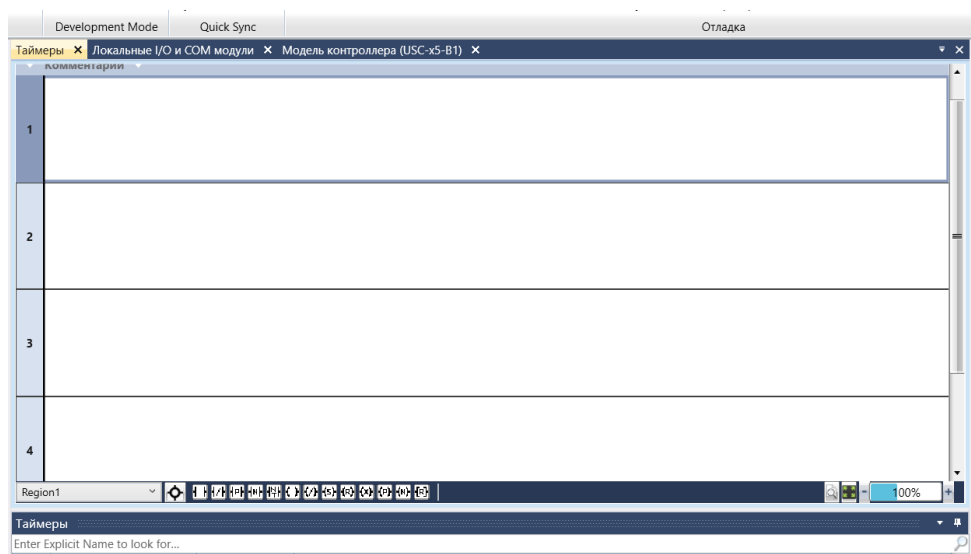 Development Mode Quick Sync Отладка
Таймеры Локальные I/O и COM модули Модель контроллера (USC-x5-B1)
Комментарии
1
2
3
4
Region1 100%
Таймеры
Enter Explicit Name to look for...